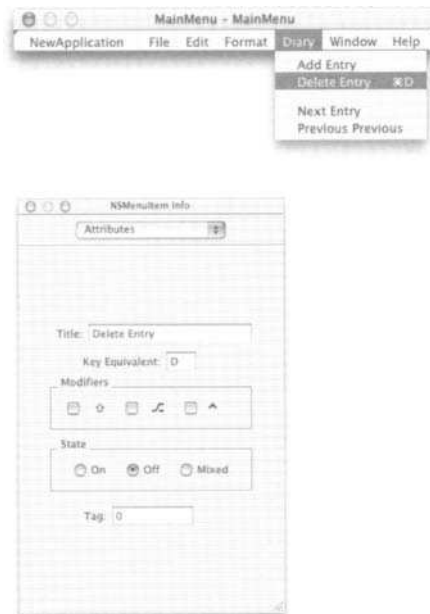 MainMenu - MainMenu
NewApplication File Edit Format Diary Window Help
Add Entry
Delete Entry ⌘D
Next Entry
Previous Previous
NSMenuItem Info
Attributes
Title: Delete Entry
Key Equivalent: D
Modifiers
⇧ ⌥ ^
State
On Off Mixed
Tag: 0